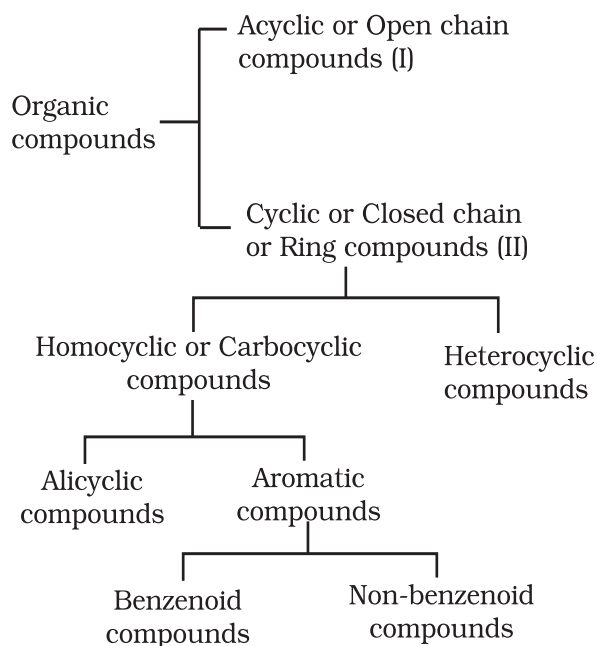 Acyclic or Open chain
compounds (I)
Organic
compounds
Cyclic or Closed chain
or Ring compounds (II)
Homocyclic or Carbocyclic
compounds
Heterocyclic
compounds
Alicyclic
compounds
Aromatic
compounds
Benzenoid
compounds
Non-benzenoid
compounds